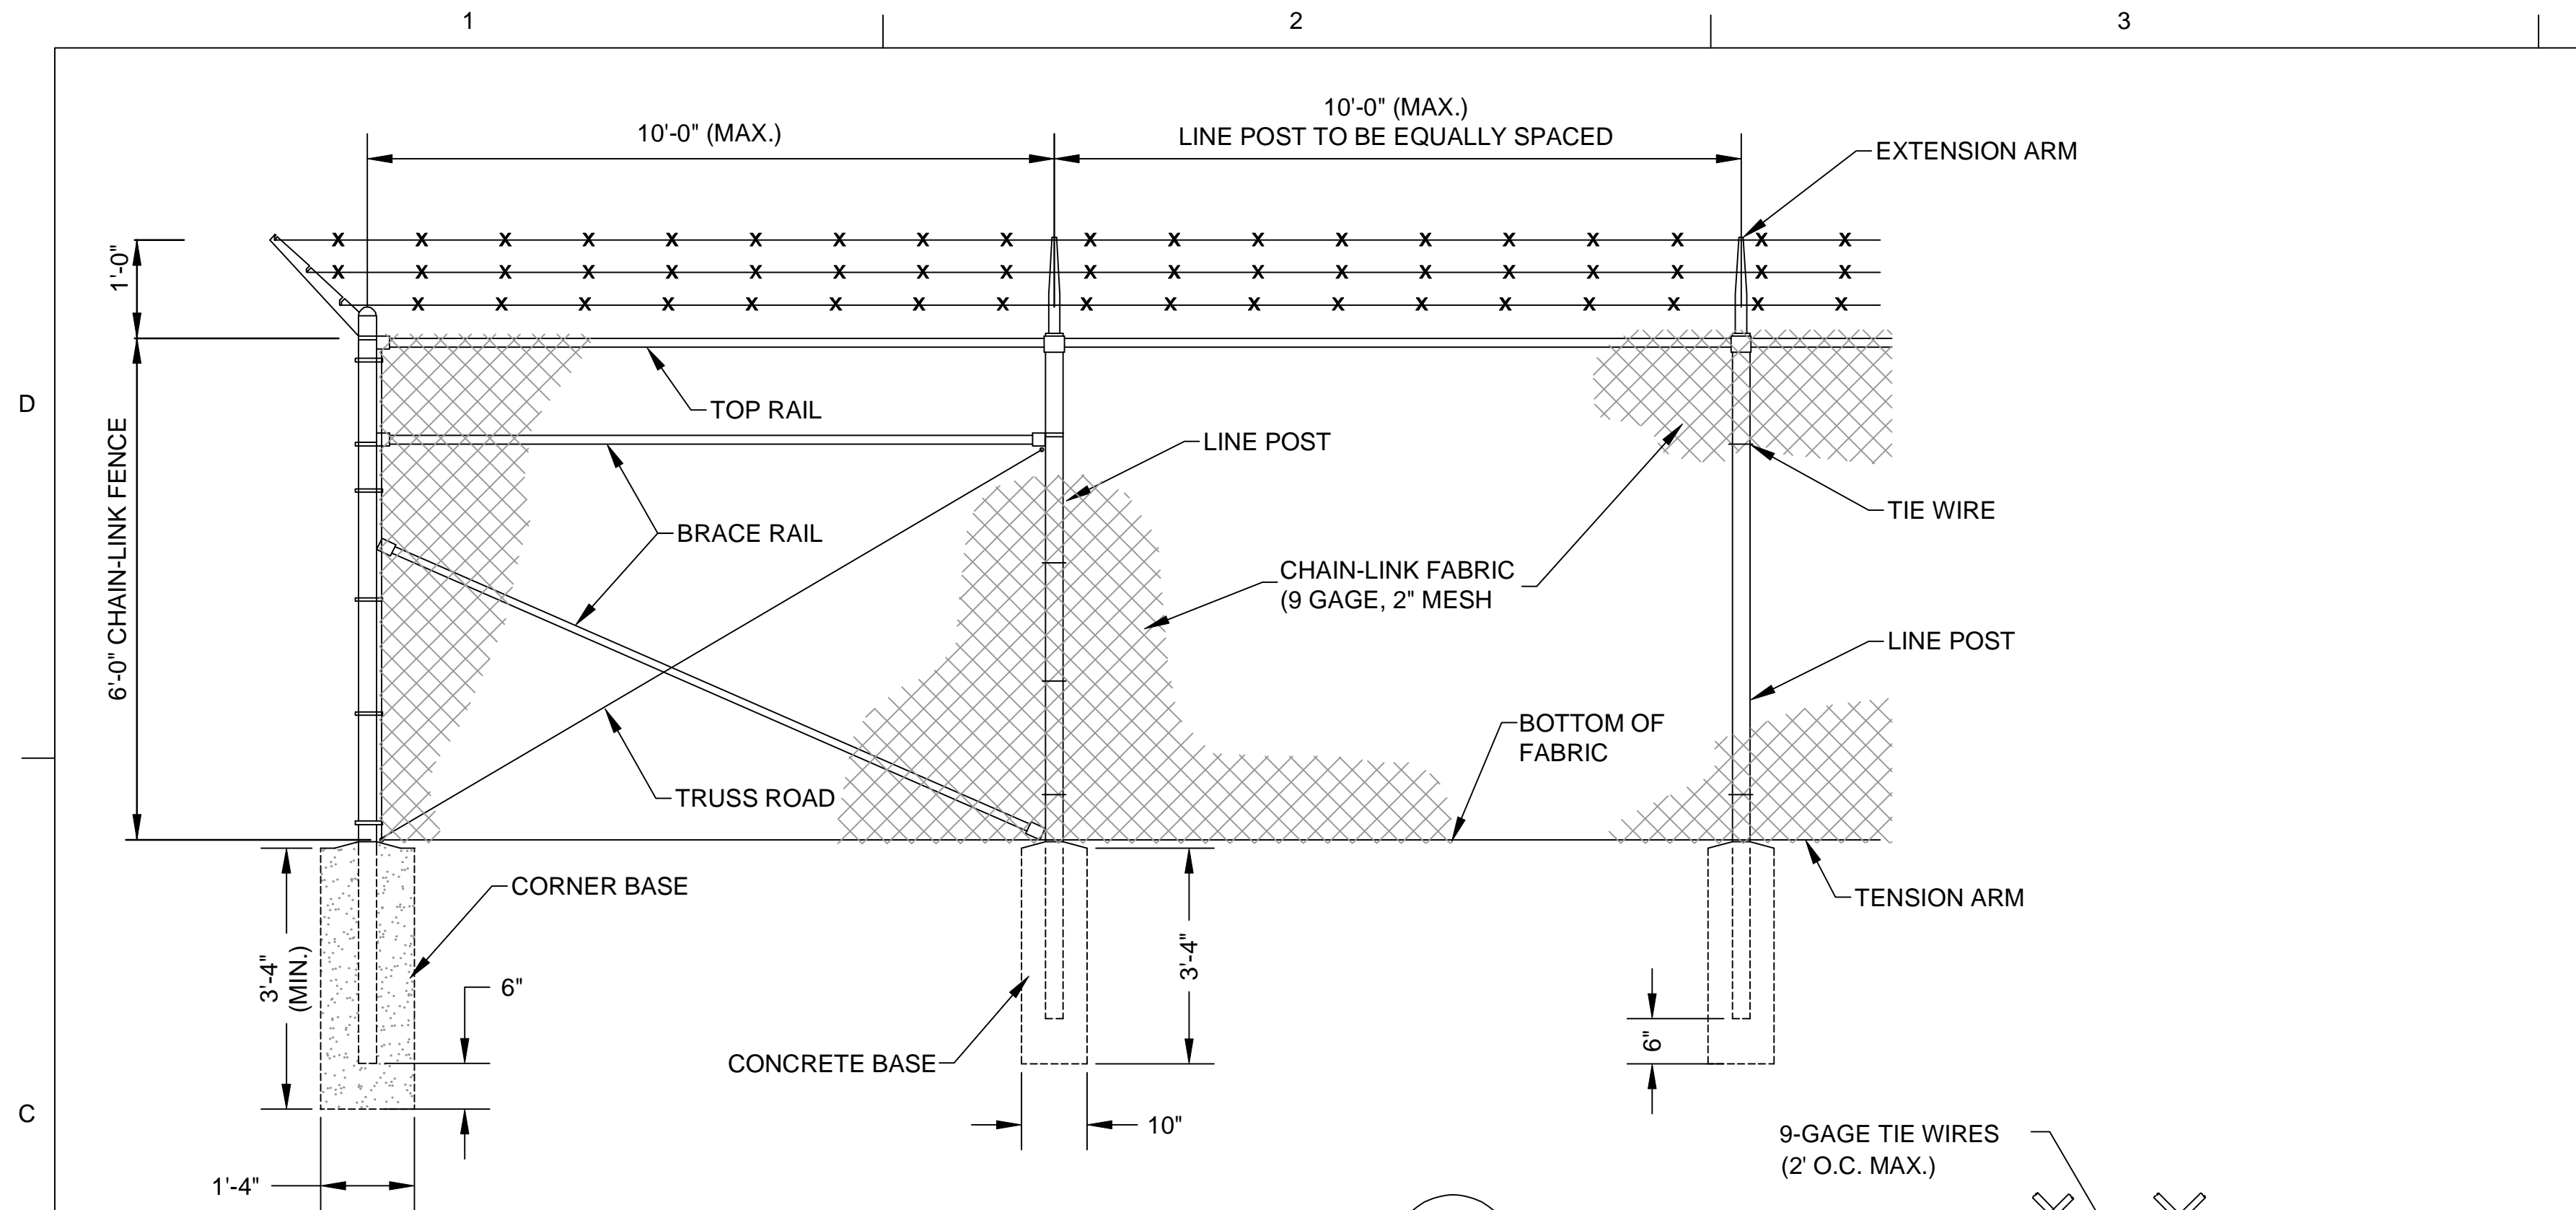 1
2
3
10'-0" (MAX.)
10'-0" (MAX.)
LINE POST TO BE EQUALLY SPACED
EXTENSION ARM
1'-0"
D
TOP RAIL
LINE POST
6'-0" CHAIN-LINK FENCE
TIE WIRE
BRACE RAIL
CHAIN-LINK FABRIC
(9 GAGE, 2" MESH
LINE POST
BOTTOM OF
FABRIC
TRUSS ROAD
CORNER BASE
TENSION ARM
3'-4"
(MIN.)
6"
3'-4"
6"
CONCRETE BASE
C
10"
9-GAGE TIE WIRES
(2' O.C. MAX.)
1'-4"